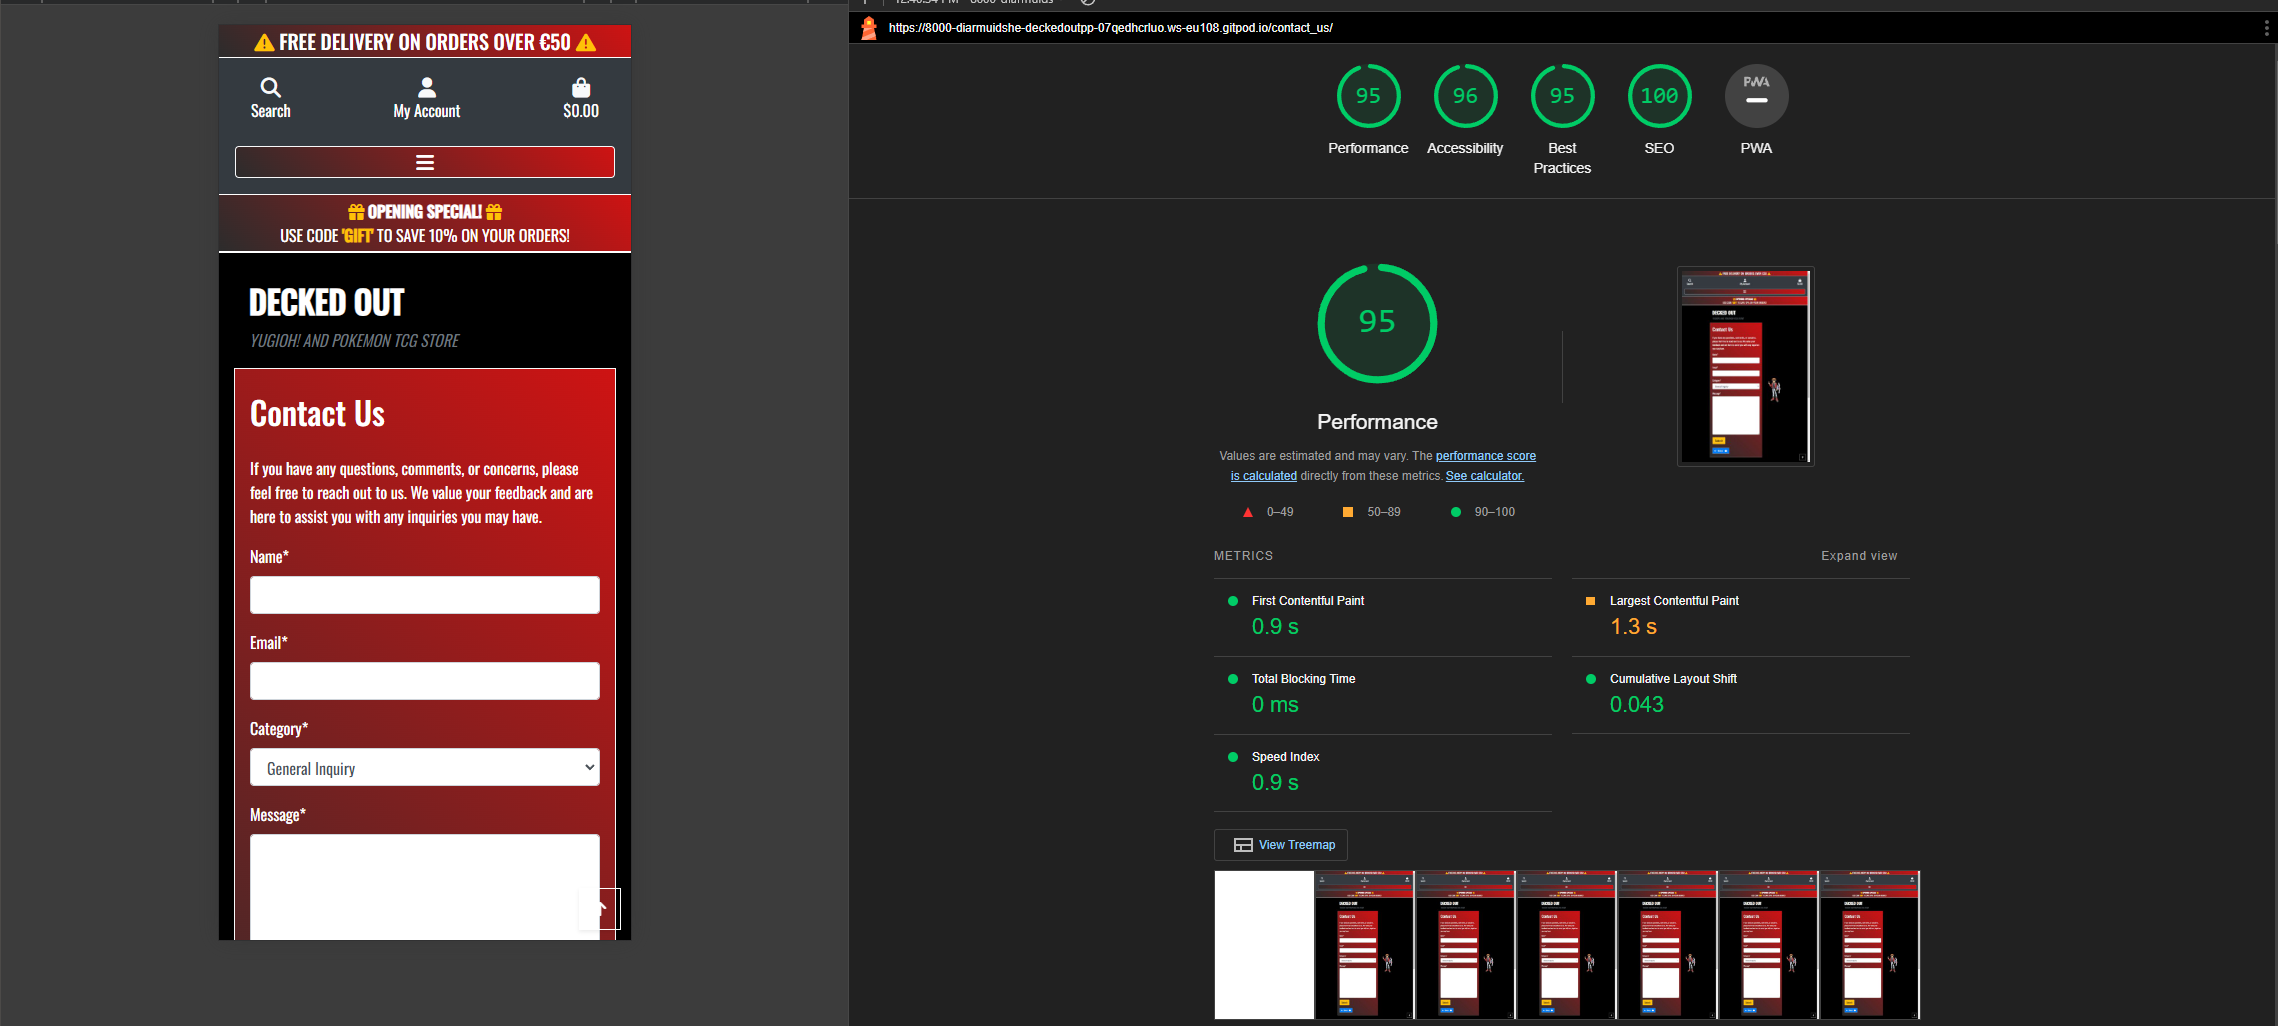 FREE DELIVERY ON ORDERS OVER €50
Search
My Account
$0.00
OPENING SPECIAL!
USE CODE 'GIFT' TO SAVE 10% ON YOUR ORDERS!
DECKED OUT
YUGIOH! AND POKEMON TCG STORE
Contact Us
If you have any questions, comments, or concerns, please
feel free to reach out to us. We value your feedback and are
here to assist you with any inquiries you may have.
Name*
Email*
Category*
General Inquiry
Message*
https://8000-diarmuidshe-deckedoutpp-07qedhcrluo.ws-eu108.gitpod.io/contact_us/
95
96
95
100
PWA
Performance
Accessibility
Best
Practices
SEO
PWA
95
Performance
Values are estimated and may vary. The performance score
is calculated directly from these metrics. See calculator.
0–49
50–89
90–100
METRICS
Expand view
First Contentful Paint
0.9 s
Largest Contentful Paint
1.3 s
Total Blocking Time
0 ms
Cumulative Layout Shift
0.043
Speed Index
0.9 s
View Treemap
DECKED OUT
Contact Us